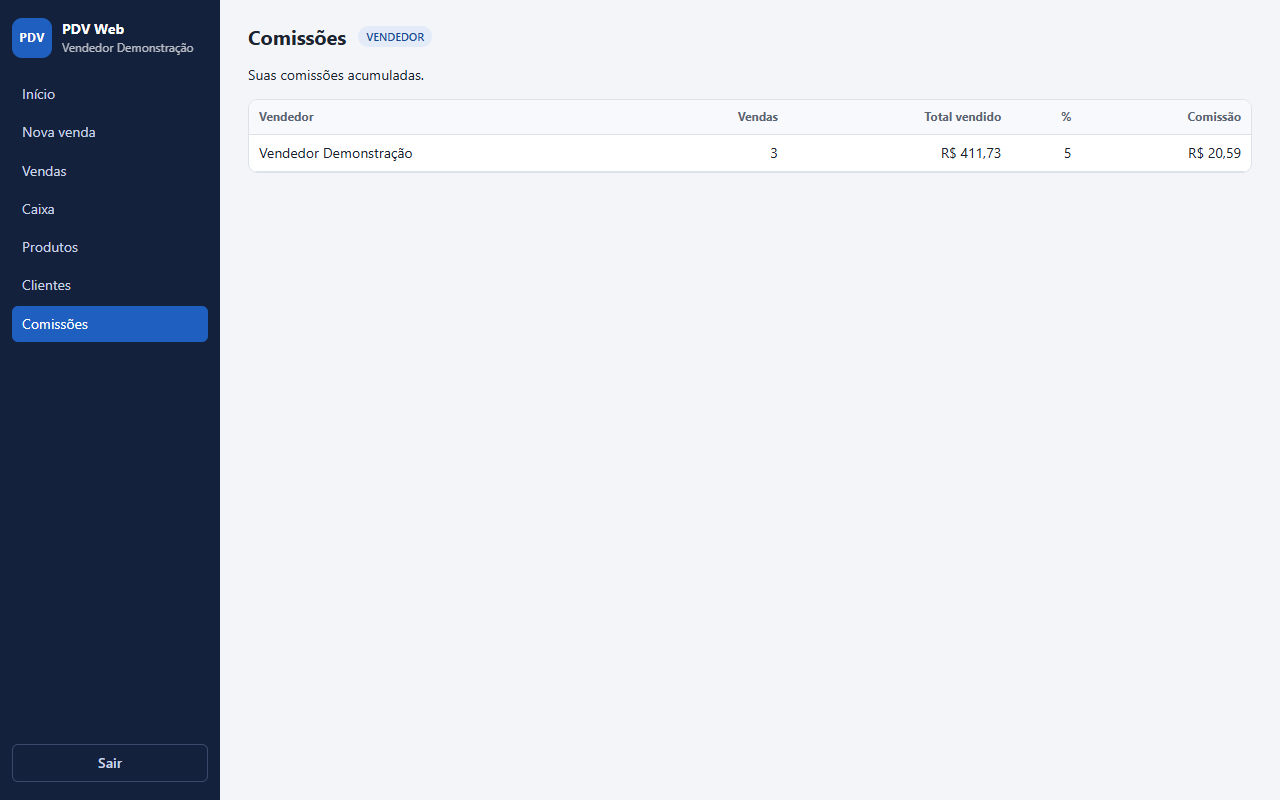 PDV
PDV Web
Vendedor Demonstração
Início
Nova venda
Vendas
Caixa
Produtos
Clientes
Comissões
Sair
Comissões VENDEDOR
Suas comissões acumuladas.
Vendedor Vendas Total vendido % Comissão
Vendedor Demonstração 3 R$ 411,73 5 R$ 20,59